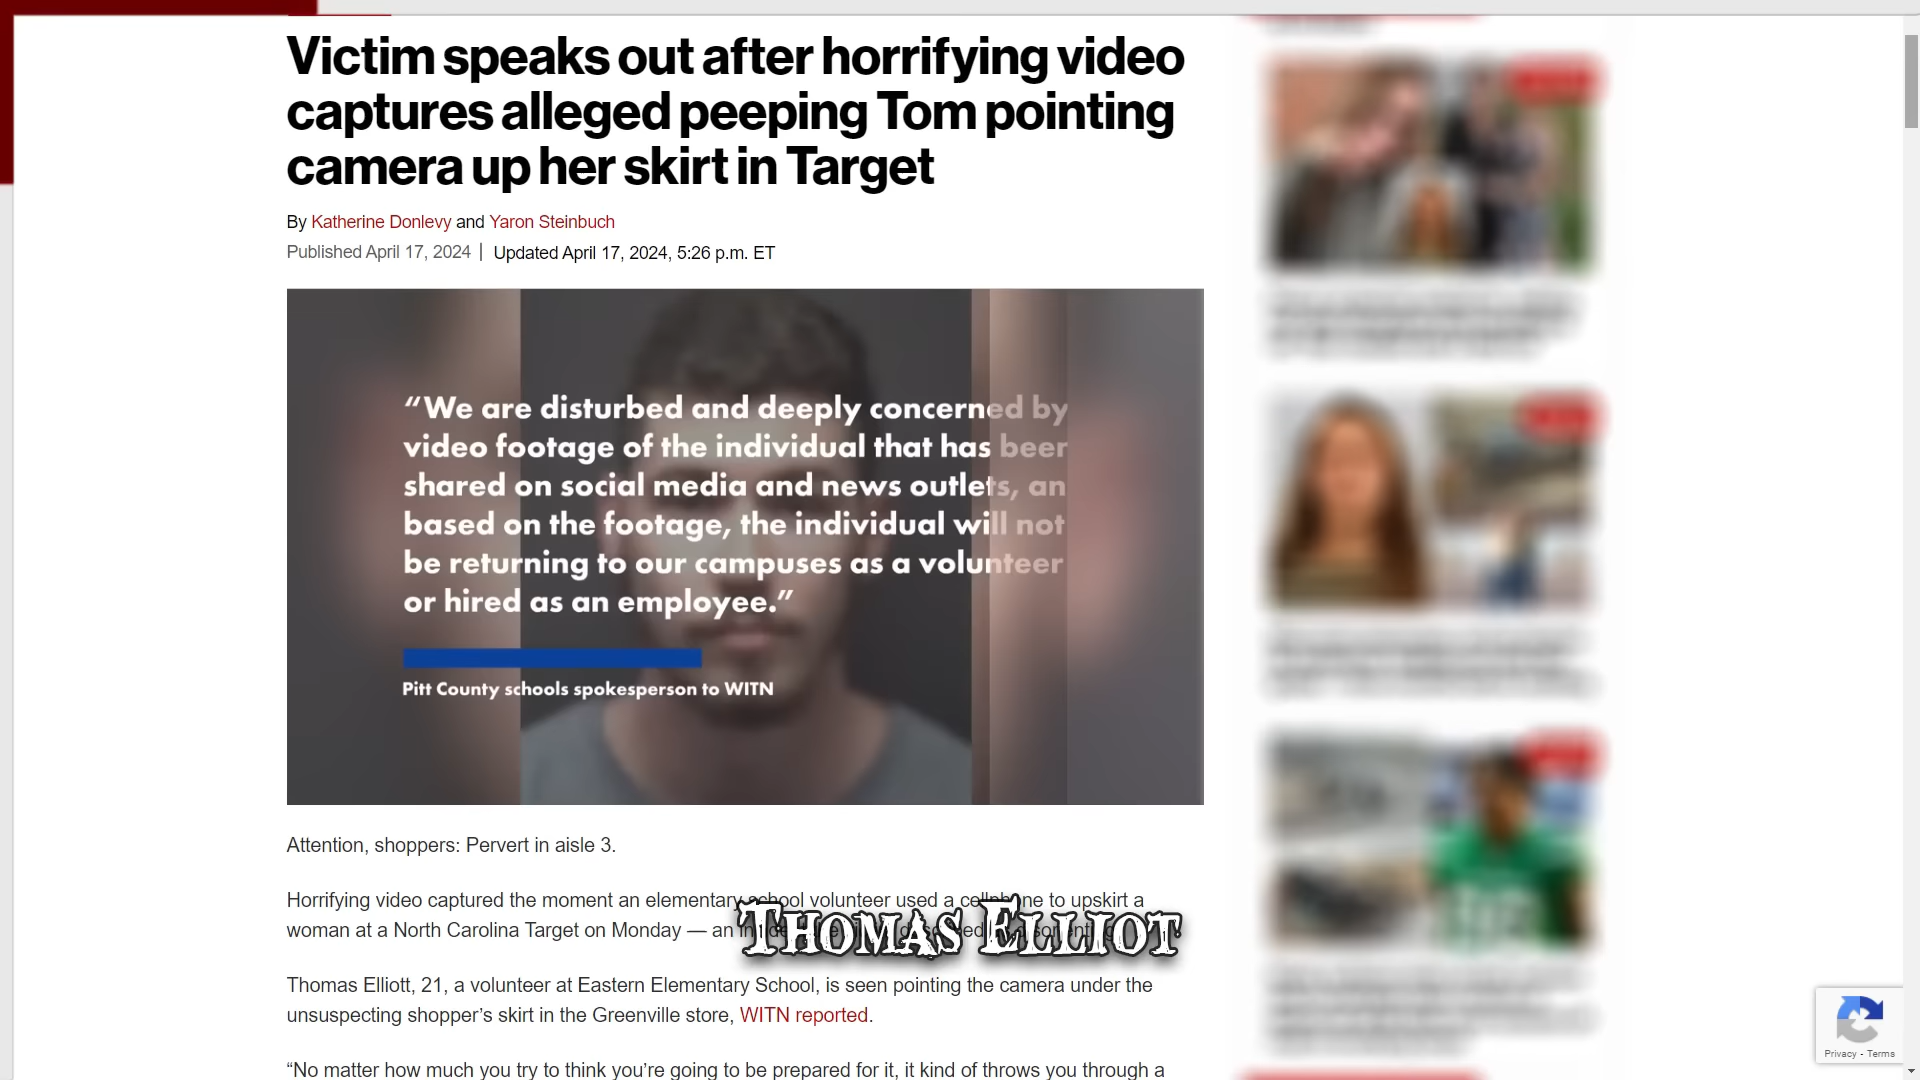 Victim speaks out after horrifying video
captures alleged peeping Tom pointing
camera up her skirt in Target
By Katherine Donlevy and Yaron Steinbuch
Published April 17, 2024 | Updated April 17, 2024, 5:26 p.m. ET
“We are disturbed and deeply concerned by
video footage of the individual that has beer
shared on social media and news outlets, an
based on the footage, the individual will not
be returning to our campuses as a volunteer
or hired as an employee.”
Pitt County schools spokesperson to WITN
Attention, shoppers: Pervert in aisle 3.
Horrifying video captured the moment an elementary school volunteer used a cellphone to upskirt a
woman at a North Carolina Target on Monday — an
Thomas Elliot
Thomas Elliott, 21, a volunteer at Eastern Elementary School, is seen pointing the camera under the
unsuspecting shopper’s skirt in the Greenville store, WITN reported.
“No matter how much you try to think you’re going to be prepared for it, it kind of throws you through a
Privacy - Terms